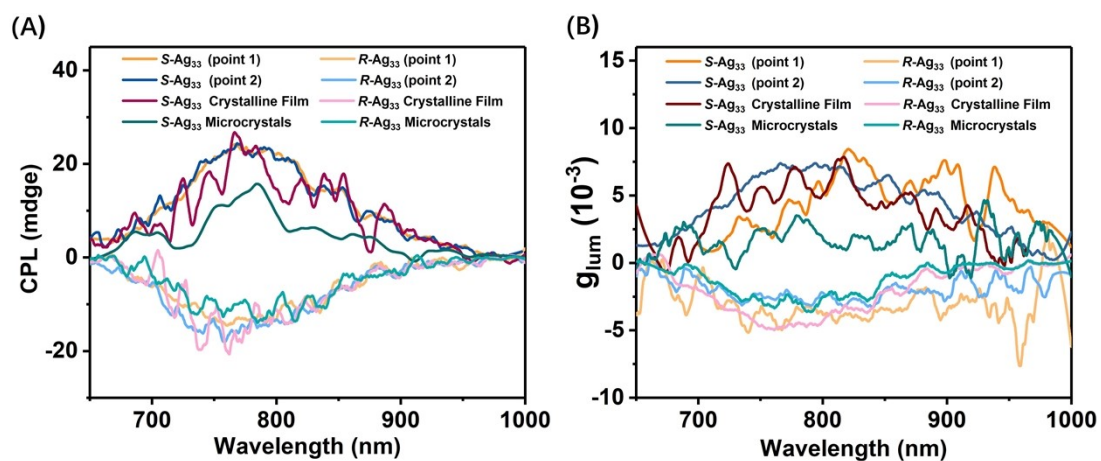 (A)
S-Ag₃₃ (point 1) R-Ag₃₃ (point 1)
S-Ag₃₃ (point 2) R-Ag₃₃ (point 2)
S-Ag₃₃ Crystalline Film R-Ag₃₃ Crystalline Film
S-Ag₃₃ Microcrystals R-Ag₃₃ Microcrystals
CPL (mdge)
40
20
0
-20
700 800 900 1000
Wavelength (nm)
(B)
S-Ag₃₃ (point 1) R-Ag₃₃ (point 1)
S-Ag₃₃ (point 2) R-Ag₃₃ (point 2)
S-Ag₃₃ Crystalline Film R-Ag₃₃ Crystalline Film
S-Ag₃₃ Microcrystals R-Ag₃₃ Microcrystals
glum (10⁻³)
15
10
5
0
-5
-10
700 800 900 1000
Wavelength (nm)